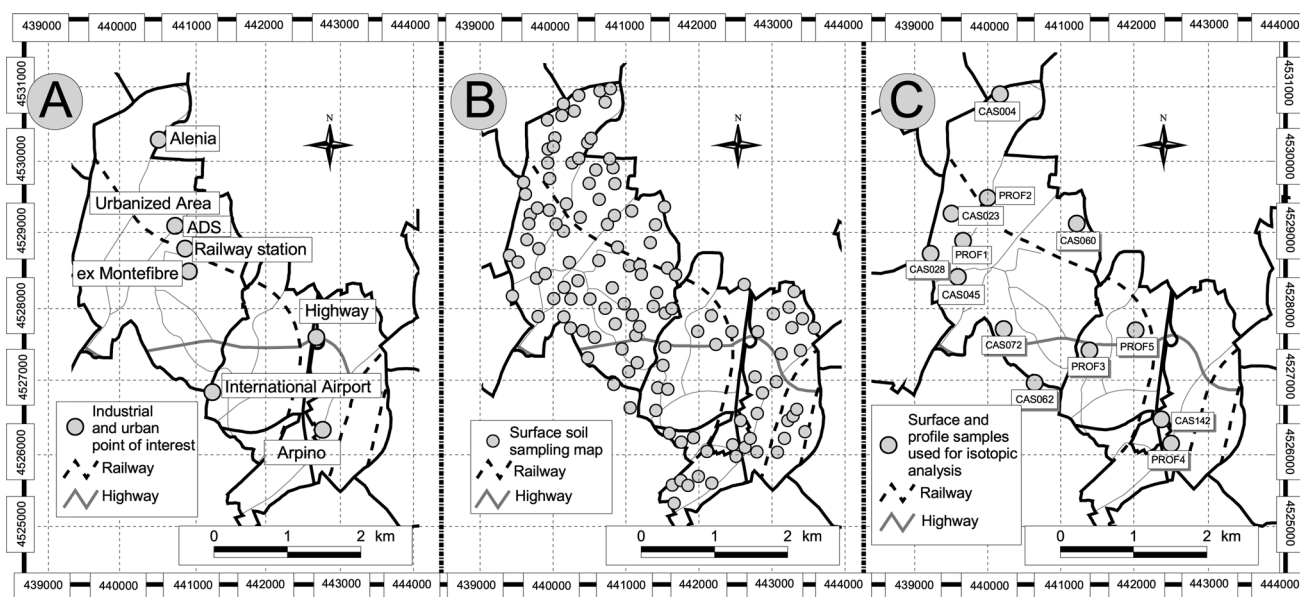 439000 440000 441000 442000 443000 444000
439000 440000 441000 442000 443000
439000 440000 441000 442000 443000 444000
4531000
4530000
4529000
4528000
4527000
4526000
4525000
A
Alenia
Urbanized Area
ADS
Railway station
ex Montefibre
Highway
International Airport
Arpino
N
Industrial
and urban
point of interest
Railway
Highway
0 1 2 km
B
N
Surface soil
sampling map
Railway
Highway
0 1 2 km
C
N
CAS004
PROF2
CAS023
CAS060
PROF1
CAS028
CAS045
CAS072
PROF5
PROF3
CAS062
CAS142
PROF4
Surface and
profile samples
used for isotopic
analysis
Railway
Highway
0 1 2 km
4531000
4530000
4529000
4528000
4527000
4526000
4525000
439000 440000 441000 442000 443000 444000
439000 440000 441000 442000 443000
439000 440000 441000 442000 443000 444000